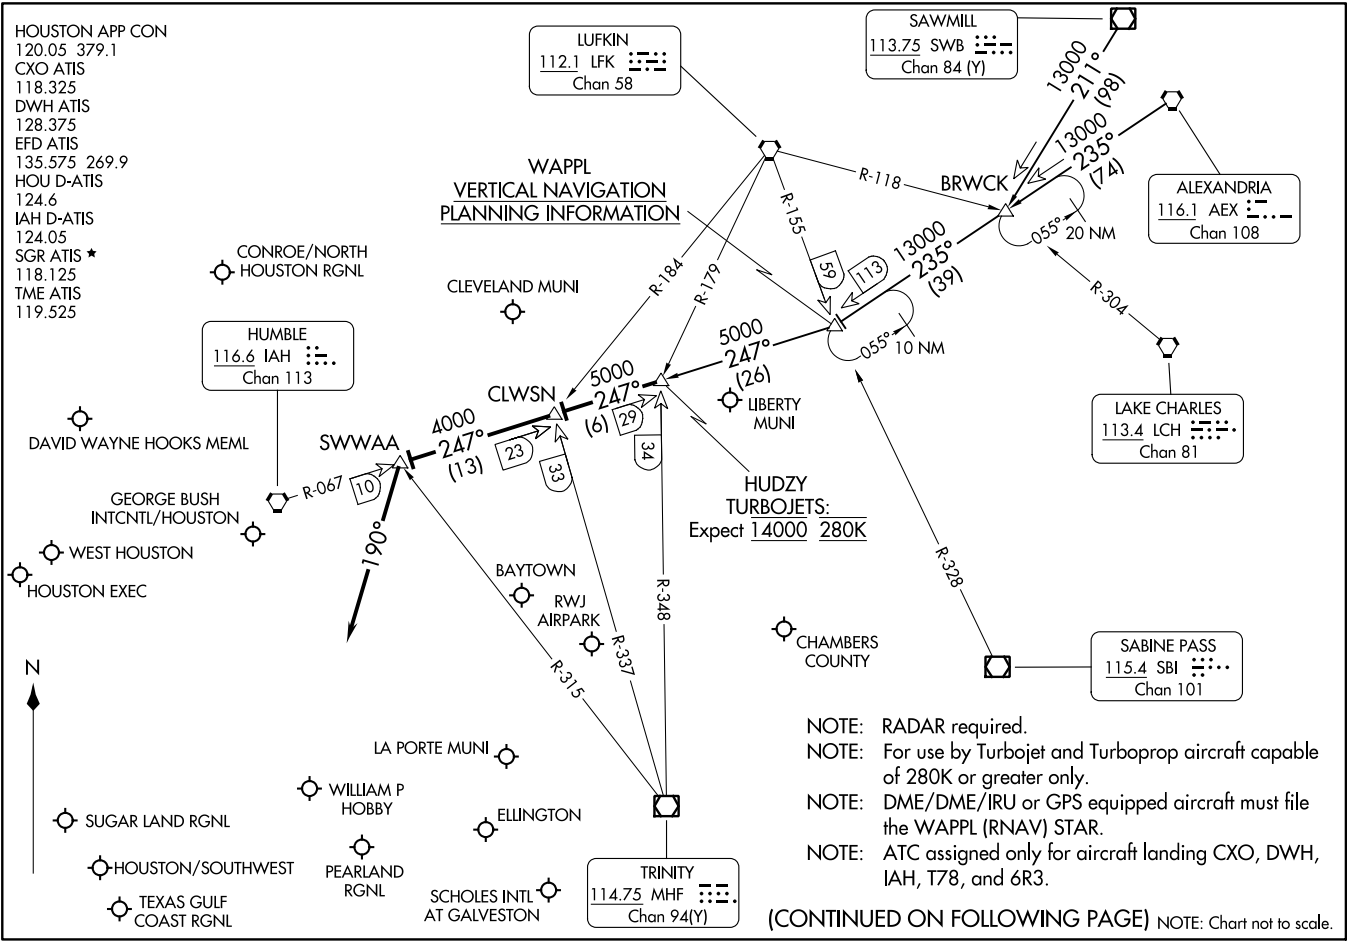 HOUSTON APP CON
120.05 379.1
CXO ATIS
118.325
DWH ATIS
128.375
EFD ATIS
135.575 269.9
HOU D-ATIS
124.6
IAH D-ATIS
124.05
SGR ATIS ★
118.125
TME ATIS
119.525
LUFKIN
112.1 LFK
Chan 58
SAWMILL
113.75 SWB
Chan 84 (Y)
13000
211°
(98)
13000
235°
(74)
ALEXANDRIA
116.1 AEX
Chan 108
WAPPL
VERTICAL NAVIGATION
PLANNING INFORMATION
R-118
BRWCK
055°
20 NM
R-155
R-184
R-179
59
113
13000
235°
(39)
R-304
055°
10 NM
CONROE/NORTH
HOUSTON RGNL
CLEVELAND MUNI
HUMBLE
116.6 IAH
Chan 113
5000
247°
(26)
CLWSN
5000
247°
(6)
29
LIBERTY
MUNI
LAKE CHARLES
113.4 LCH
Chan 81
DAVID WAYNE HOOKS MEML
SWWAA
4000
247°
(13)
23
33
34
R-067
10
GEORGE BUSH
INTCNTL/HOUSTON
HUDZY
TURBOJETS:
Expect 14000 280K
WEST HOUSTON
HOUSTON EXEC
190°
BAYTOWN
RWJ
AIRPARK
R-348
R-328
R-337
R-315
CHAMBERS
COUNTY
SABINE PASS
115.4 SBI
Chan 101
N
LA PORTE MUNI
WILLIAM P
HOBBY
SUGAR LAND RGNL
ELLINGTON
HOUSTON/SOUTHWEST
PEARLAND
RGNL
TEXAS GULF
COAST RGNL
SCHOLES INTL
AT GALVESTON
TRINITY
114.75 MHF
Chan 94(Y)
NOTE: RADAR required.
NOTE: For use by Turbojet and Turboprop aircraft capable
of 280K or greater only.
NOTE: DME/DME/IRU or GPS equipped aircraft must file
the WAPPL (RNAV) STAR.
NOTE: ATC assigned only for aircraft landing CXO, DWH,
IAH, T78, and 6R3.
(CONTINUED ON FOLLOWING PAGE) NOTE: Chart not to scale.